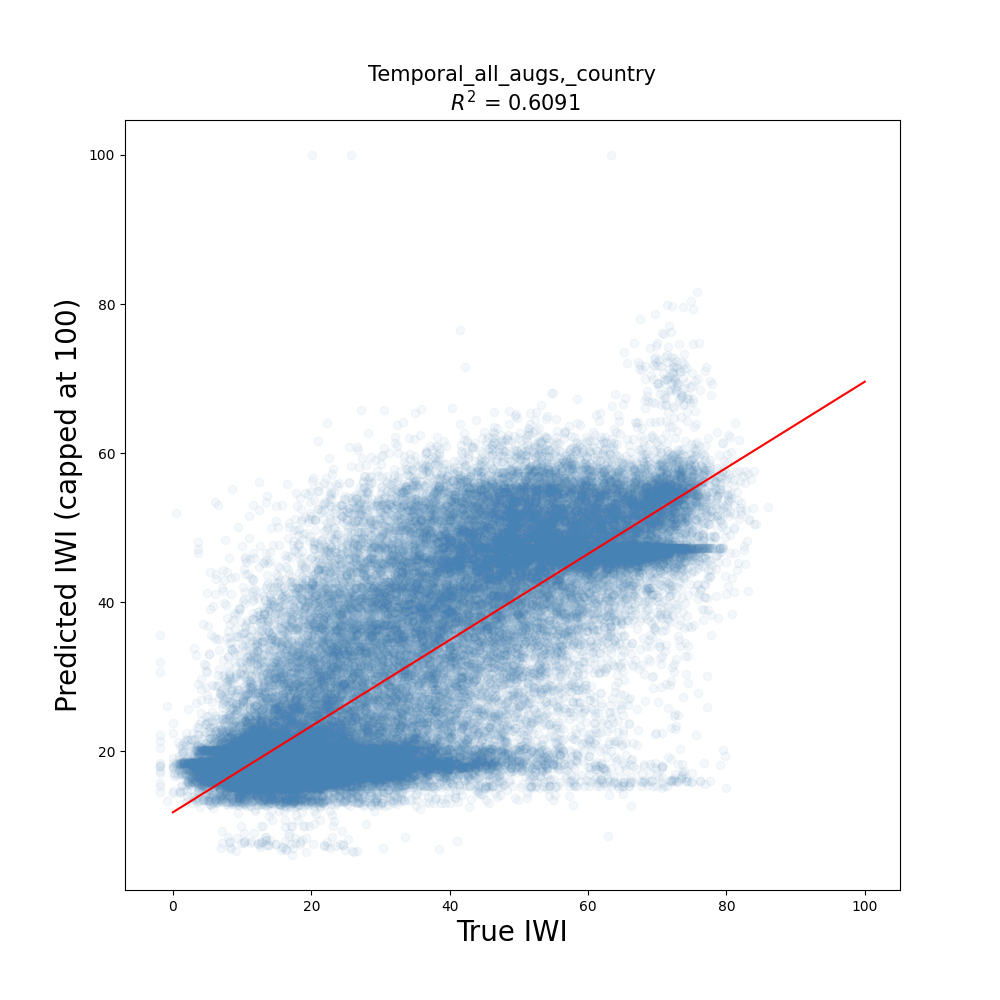 Temporal_all_augs,_country
R² = 0.6091
100
80
60
40
20
Predicted IWI (capped at 100)
0 20 40 60 80 100
True IWI